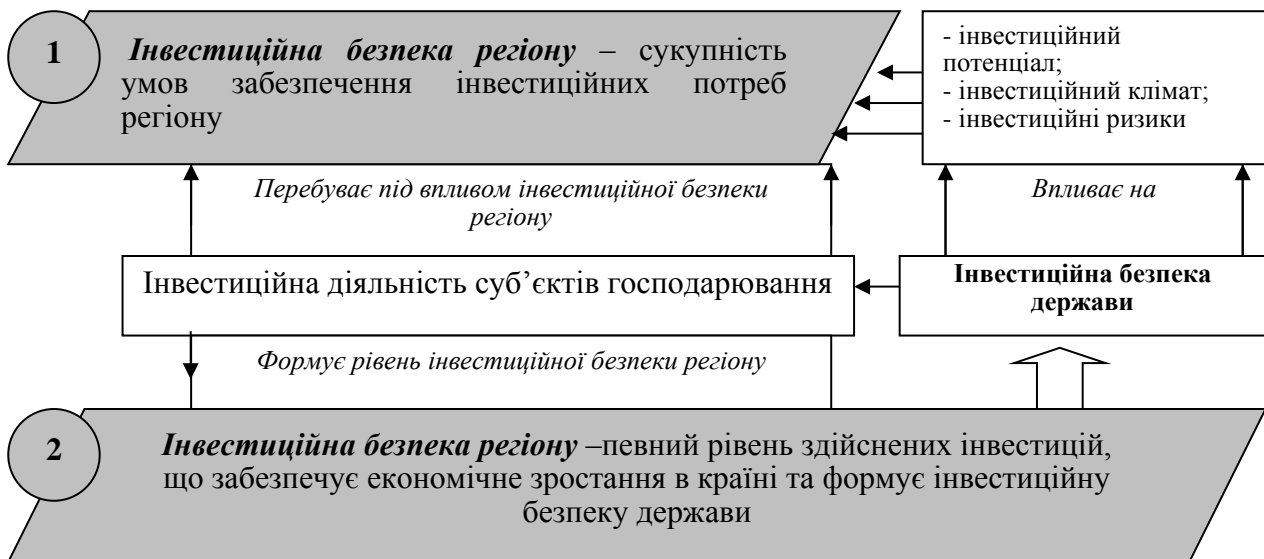 1
Інвестиційна безпека регіону – сукупність
умов забезпечення інвестиційних потреб
регіону
- інвестиційний
потенціал;
- інвестиційний клімат;
- інвестиційні ризики
Перебуває під впливом інвестиційної безпеки
регіону
Впливає на
Інвестиційна діяльність суб’єктів господарювання
Інвестиційна безпека
держави
Формує рівень інвестиційної безпеки регіону
2
Інвестиційна безпека регіону –певний рівень здійснених інвестицій,
що забезпечує економічне зростання в країні та формує інвестиційну
безпеку держави